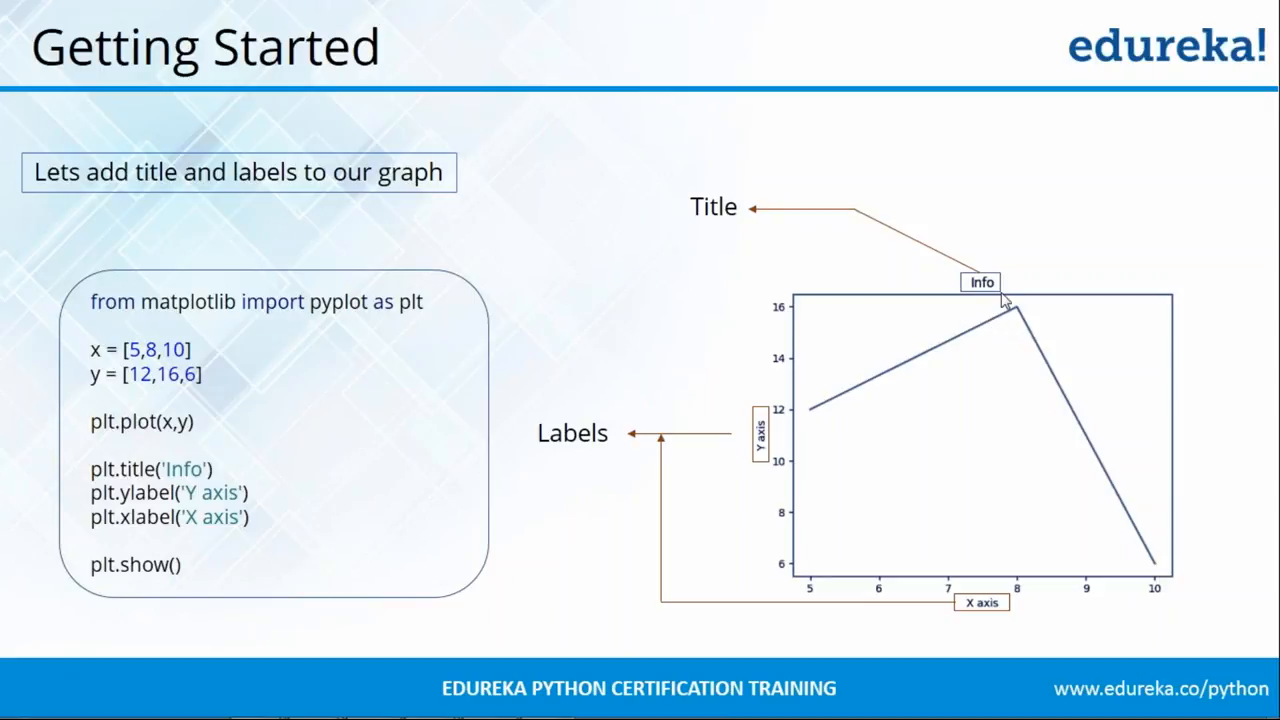 Getting Started
edureka!
Lets add title and labels to our graph
from matplotlib import pyplot as plt
x = [5,8,10]
y = [12,16,6]
plt.plot(x,y)
plt.title('Info')
plt.ylabel('Y axis')
plt.xlabel('X axis')
plt.show()
Title
Labels
Info
16
14
12
10
8
6
Y axis
5 6 7 8 9 10
X axis
EDUREKA PYTHON CERTIFICATION TRAINING
www.edureka.co/python